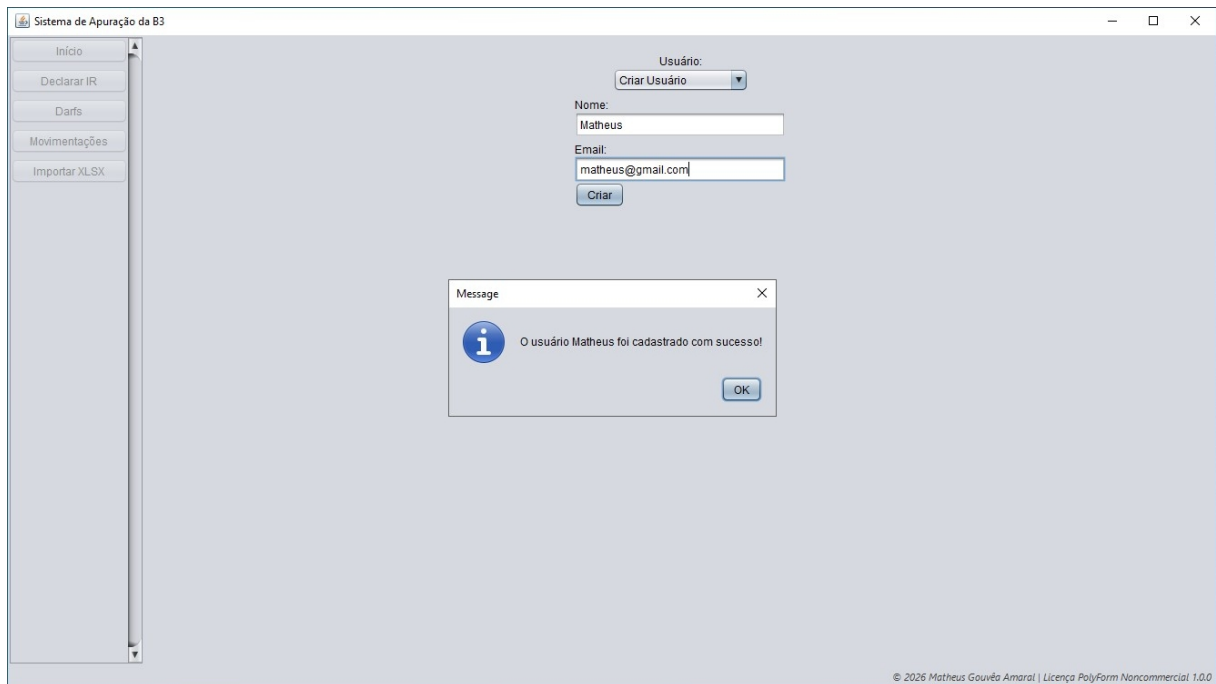 Sistema de Apuração da B3
Início
Declarar IR
Darfs
Movimentações
Importar XLSX
Usuário:
Criar Usuário
Nome:
Matheus
Email:
matheus@gmail.com
Criar
Message
O usuário Matheus foi cadastrado com sucesso!
OK
© 2026 Matheus Gouvêa Amaral | Licença PolyForm Noncommercial 1.0.0